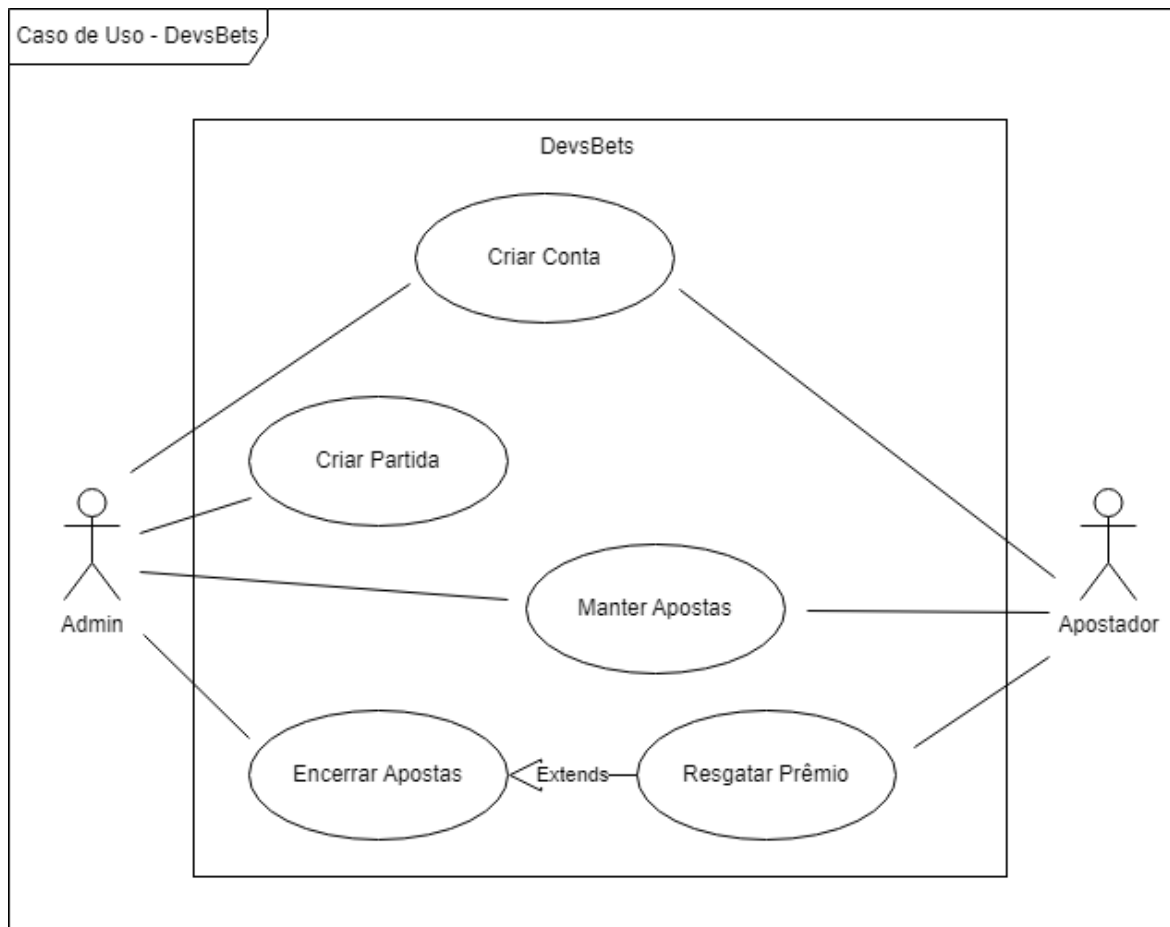 Caso de Uso - DevsBets
DevsBets
Criar Conta
Criar Partida
Manter Apostas
Admin
Apostador
Encerrar Apostas
Extends
Resgatar Prêmio